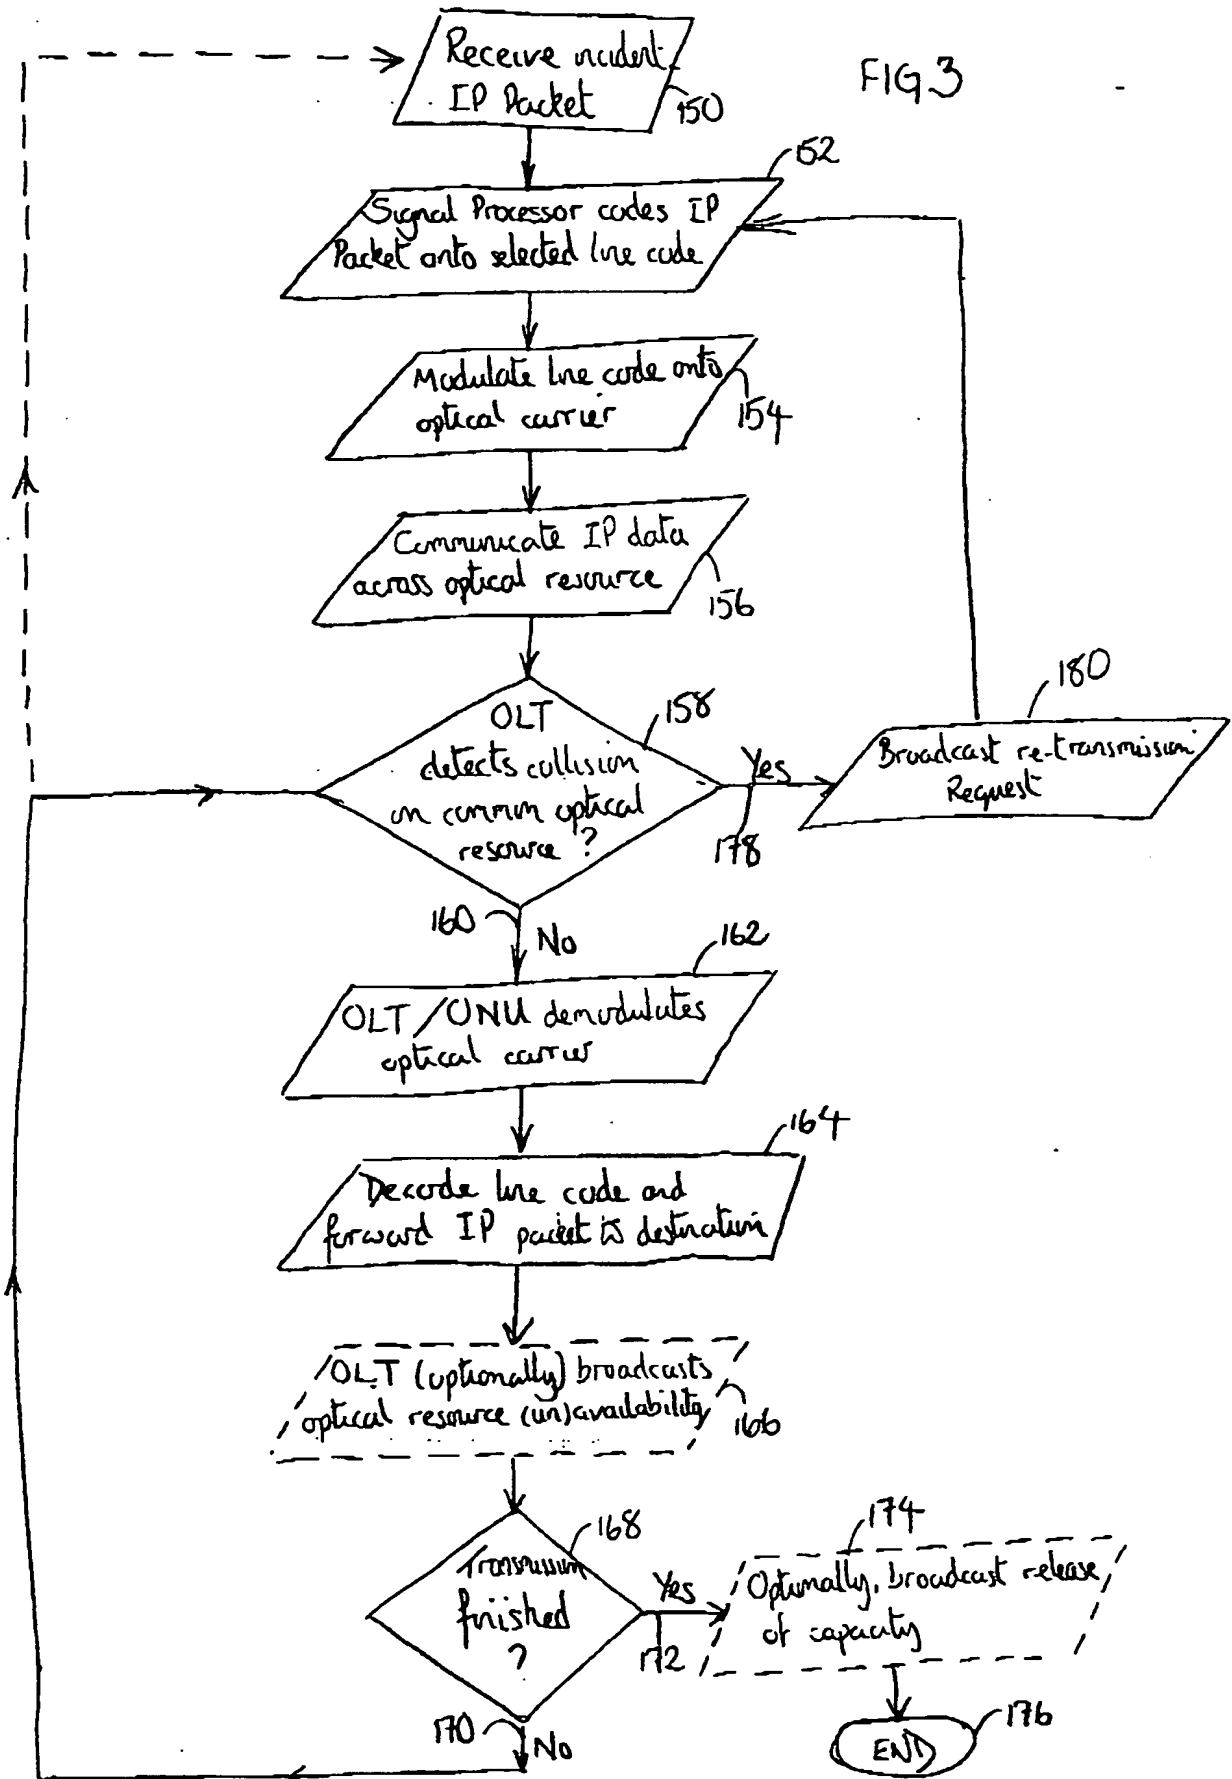 FIG.3
Receive incident
IP Packet
150
152
Signal Processor codes IP
Packet onto selected line code
Modulate line code onto
optical carrier
154
Communicate IP data
across optical resource
156
OLT
detects collision
on common optical
resource ?
158
Yes
178
180
Broadcast re-transmission
Request
160
No
162
OLT/ONU demodulates
optical carrier
164
Decode line code and
forward IP packet to destination
OLT (optionally) broadcasts
optical resource (un)availability
166
168
Transmission
finished
?
Yes
172
174
Optionally, broadcast release
of capacity
170
No
176
END